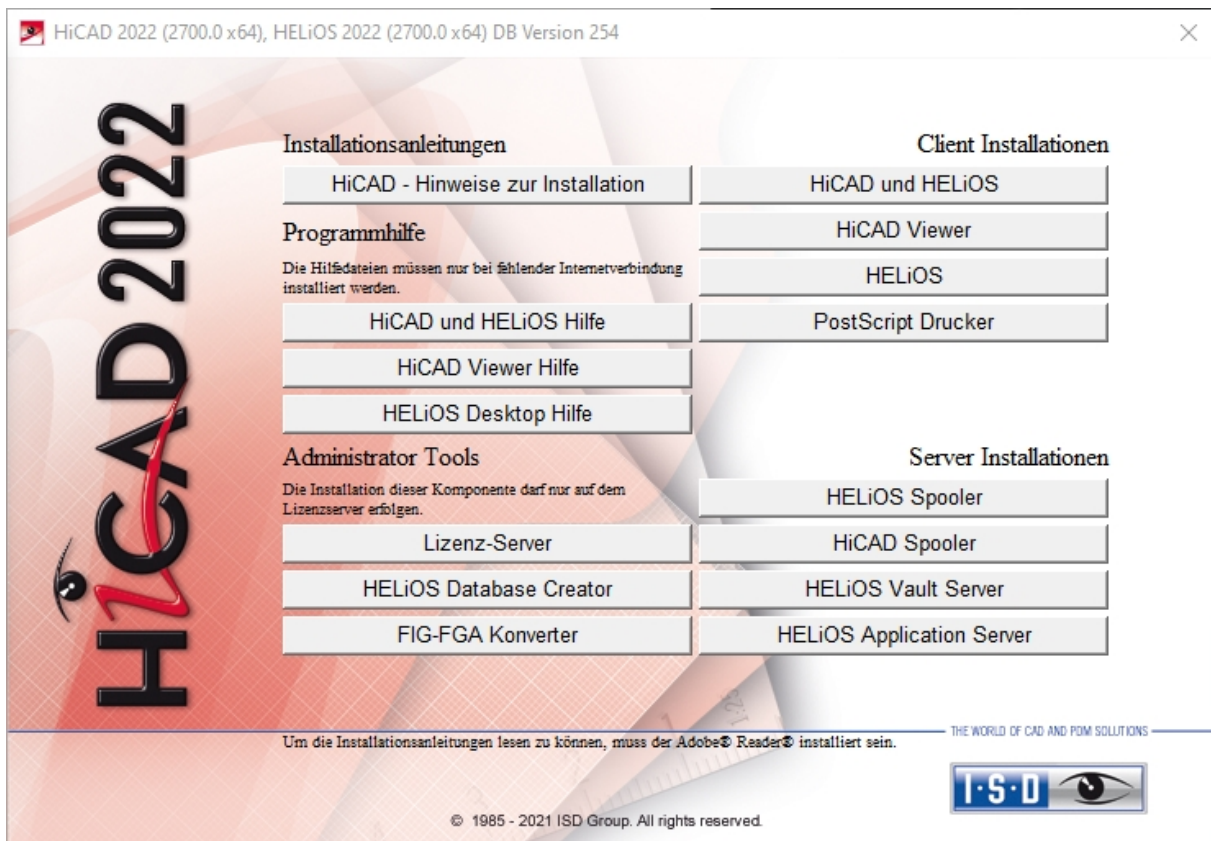 HiCAD 2022 (2700.0 x64), HELiOS 2022 (2700.0 x64) DB Version 254
HiCAD 2022
Installationsanleitungen
HiCAD - Hinweise zur Installation
Programmhilfe
Die Hilfedateien müssen nur bei fehlender Internetverbindung
installiert werden.
HiCAD und HELiOS Hilfe
HiCAD Viewer Hilfe
HELiOS Desktop Hilfe
Administrator Tools
Die Installation dieser Komponente darf nur auf dem
Lizenzserver erfolgen.
Lizenz-Server
HELiOS Database Creator
FIG-FGA Konverter
Client Installationen
HiCAD und HELiOS
HiCAD Viewer
HELiOS
PostScript Drucker
Server Installationen
HELiOS Spooler
HiCAD Spooler
HELiOS Vault Server
HELiOS Application Server
1:25
Um die Installationsanleitungen lesen zu können, muss der Adobe® Reader® installiert sein.
THE WORLD OF CAD AND PDM SOLUTIONS
I·S·D
© 1985 - 2021 ISD Group. All rights reserved.